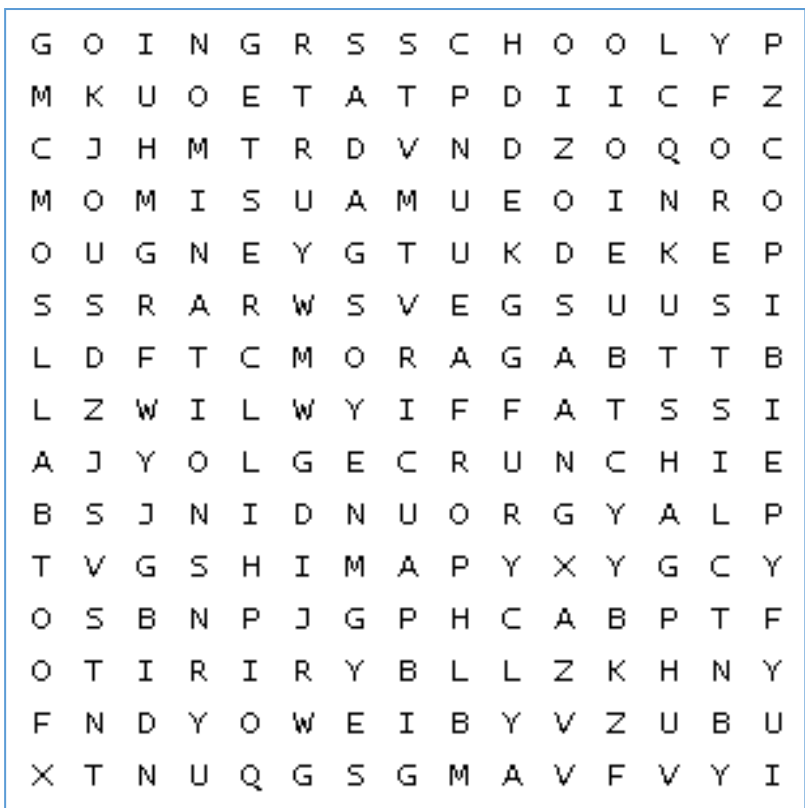 G O I N G R S S C H O O L Y P
M K U O E T A T P D I I C F Z
C J H M T R D V N D Z O Q O C
M O M I S U A M U E O I N R O
O U G N E Y G T U K D E K E P
S S R A R W S V E G S U U S I
L D F T C M O R A G A B T T B
L Z W I L W Y I F F A T S S I
A J Y O L G E C R U N C H I E
B S J N I D N U O R G Y A L P
T V G S H I M A P Y X Y G C Y
O S B N P J G P H C A B P T F
O T I R I R Y B L L Z K H N Y
F N D Y O W E I B Y V Z U B U
X T N U Q G S G M A V F V Y I